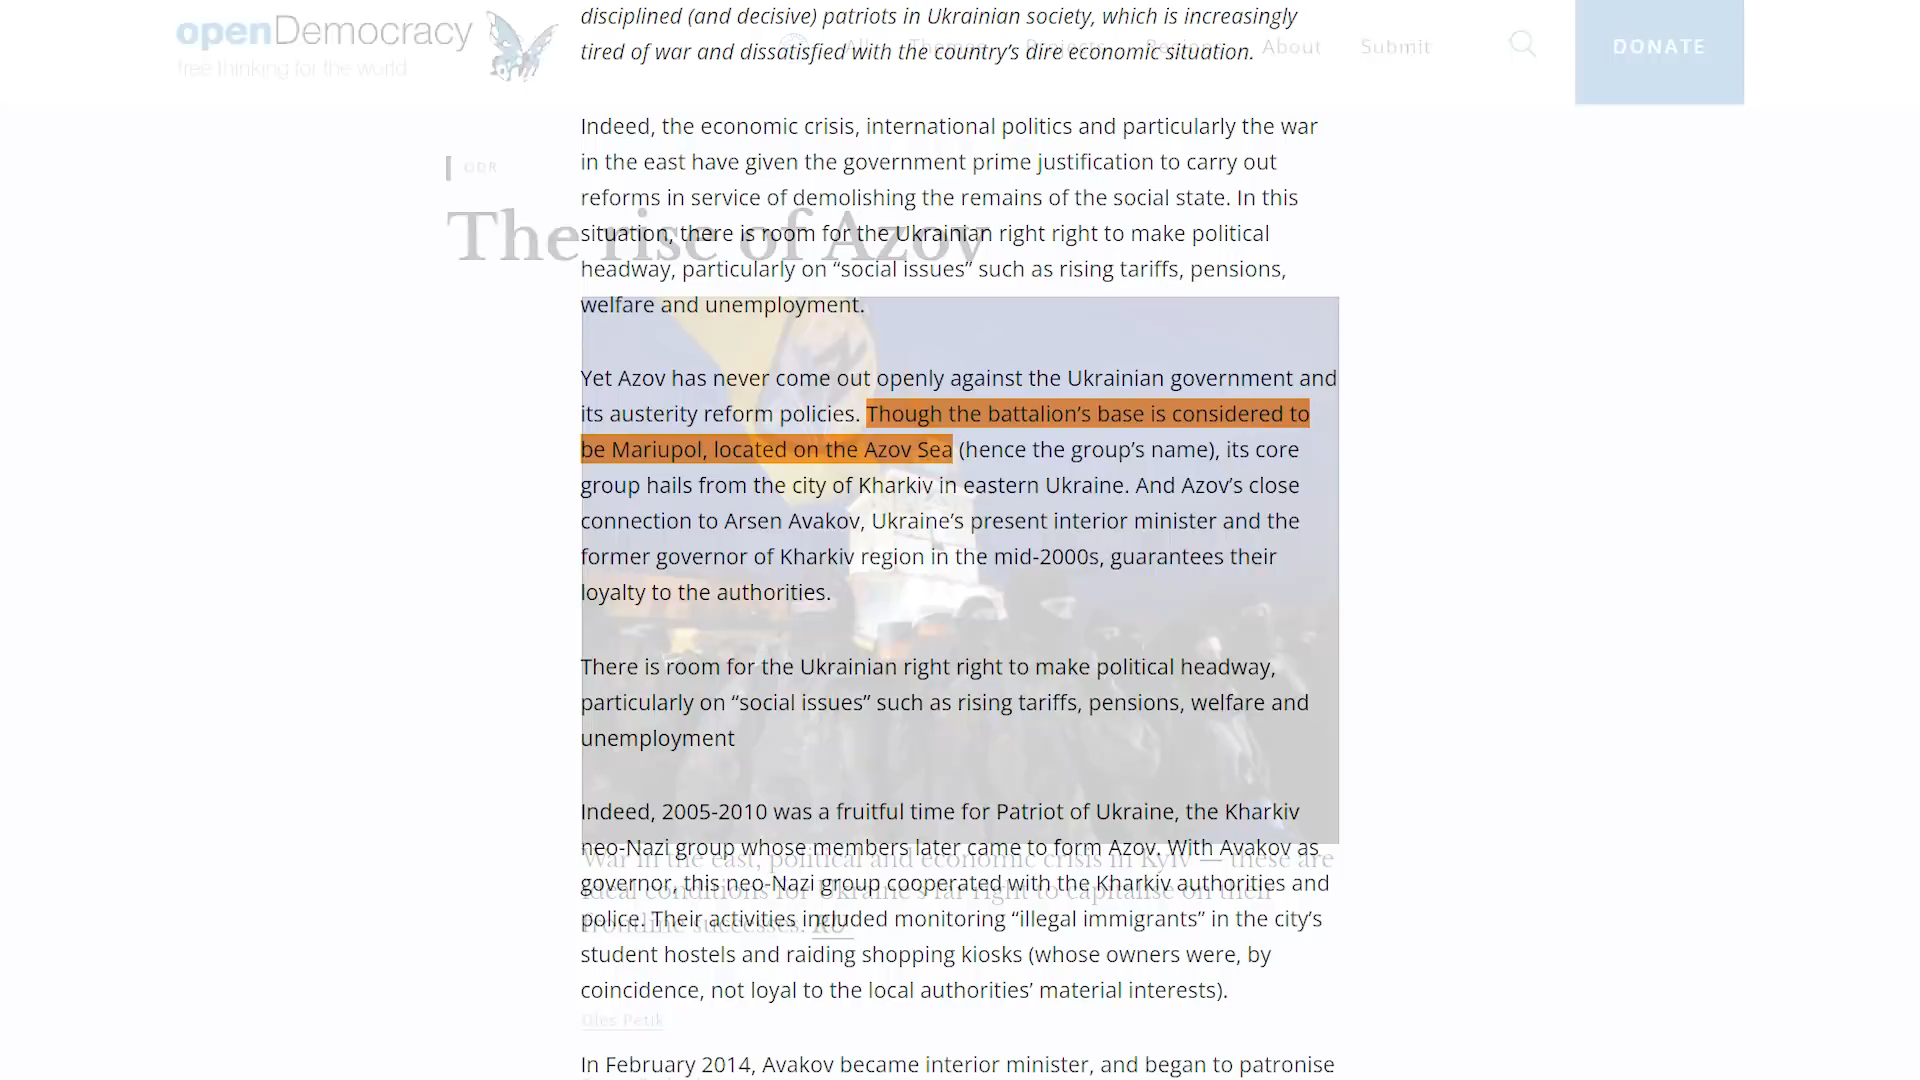 openDemocracy
free thinking for the world
disciplined (and decisive) patriots in Ukrainian society, which is increasingly
tired of war and dissatisfied with the country's dire economic situation.
About
Submit
DONATE
ODR
The rise of Azov
Indeed, the economic crisis, international politics and particularly the war
in the east have given the government prime justification to carry out
reforms in service of demolishing the remains of the social state. In this
situation, there is room for the Ukrainian right right to make political
headway, particularly on “social issues” such as rising tariffs, pensions,
welfare and unemployment.
Yet Azov has never come out openly against the Ukrainian government and
its austerity reform policies. Though the battalion’s base is considered to
be Mariupol, located on the Azov Sea (hence the group’s name), its core
group hails from the city of Kharkiv in eastern Ukraine. And Azov’s close
connection to Arsen Avakov, Ukraine’s present interior minister and the
former governor of Kharkiv region in the mid-2000s, guarantees their
loyalty to the authorities.
There is room for the Ukrainian right right to make political headway,
particularly on “social issues” such as rising tariffs, pensions, welfare and
unemployment
Indeed, 2005-2010 was a fruitful time for Patriot of Ukraine, the Kharkiv
neo-Nazi group whose members later came to form Azov. With Avakov as
governor, this neo-Nazi group cooperated with the Kharkiv authorities and
police. Their activities included monitoring “illegal immigrants” in the city’s
student hostels and raiding shopping kiosks (whose owners were, by
coincidence, not loyal to the local authorities’ material interests).
War in the east, political and economic crisis in Kyiv — these are
ideal conditions for Ukraine's far right to capitalise on their
frontline successes. RU
Oles Petik
In February 2014, Avakov became interior minister, and began to patronise